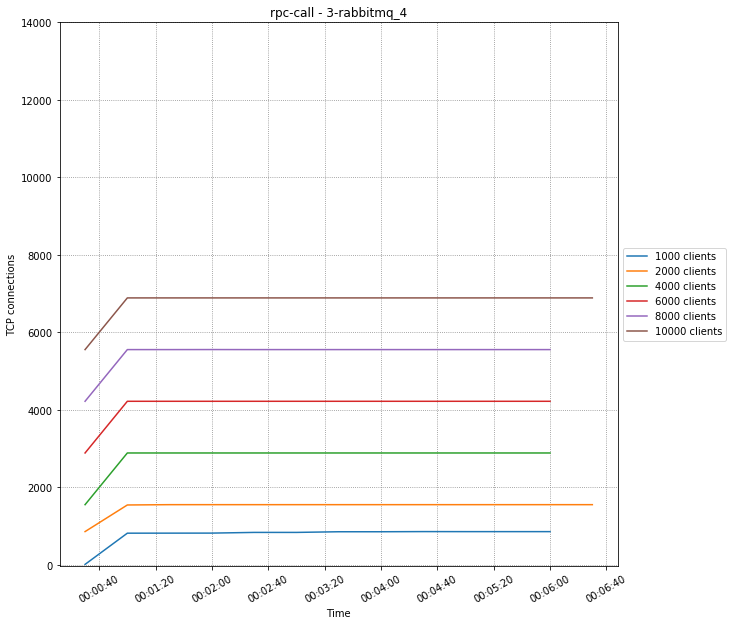 rpc-call - 3-rabbitmq_4
14000
12000
10000
8000
6000
4000
2000
0
TCP connections
00:00:40
00:01:20
00:02:00
00:02:40
00:03:20
00:04:00
00:04:40
00:05:20
00:06:00
00:06:40
Time
1000 clients
2000 clients
4000 clients
6000 clients
8000 clients
10000 clients